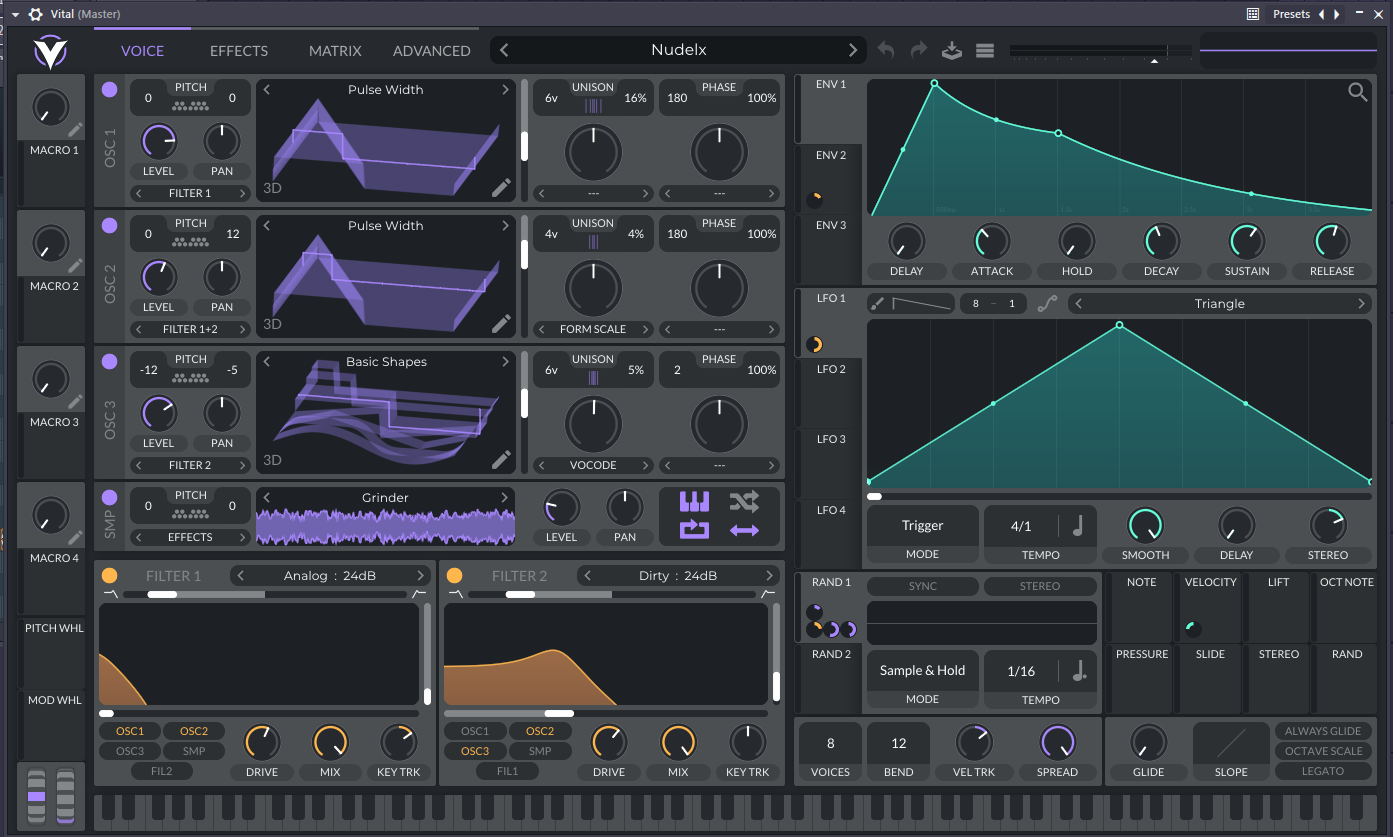 Vital (Master)
Presets
VOICE
EFFECTS
MATRIX
ADVANCED
Nudelx
MACRO 1
MACRO 2
MACRO 3
MACRO 4
PITCH WHL
MOD WHL
OSC 1
PITCH
0
0
LEVEL
PAN
FILTER 1
Pulse Width
3D
UNISON
6v
16%
---
PHASE
180
100%
---
OSC 2
PITCH
0
12
LEVEL
PAN
FILTER 1+2
Pulse Width
3D
UNISON
4v
4%
FORM SCALE
PHASE
180
100%
---
OSC 3
PITCH
-12
-5
LEVEL
PAN
FILTER 2
Basic Shapes
3D
UNISON
6v
5%
VOCODE
PHASE
2
100%
---
SMP
PITCH
0
0
EFFECTS
Grinder
LEVEL
PAN
FILTER 1
Analog : 24dB
OSC1
OSC2
OSC3
SMP
FIL2
DRIVE
MIX
KEY TRK
FILTER 2
Dirty : 24dB
OSC1
OSC2
OSC3
SMP
FIL1
DRIVE
MIX
KEY TRK
ENV 1
ENV 2
ENV 3
DELAY
ATTACK
HOLD
DECAY
SUSTAIN
RELEASE
LFO 1
LFO 2
LFO 3
LFO 4
8 - 1
Triangle
Trigger
MODE
4/1
TEMPO
SMOOTH
DELAY
STEREO
RAND 1
RAND 2
SYNC
STEREO
Sample & Hold
MODE
1/16
TEMPO
NOTE
VELOCITY
LIFT
OCT NOTE
PRESSURE
SLIDE
STEREO
RAND
8
VOICES
12
BEND
VEL TRK
SPREAD
GLIDE
SLOPE
ALWAYS GLIDE
OCTAVE SCALE
LEGATO